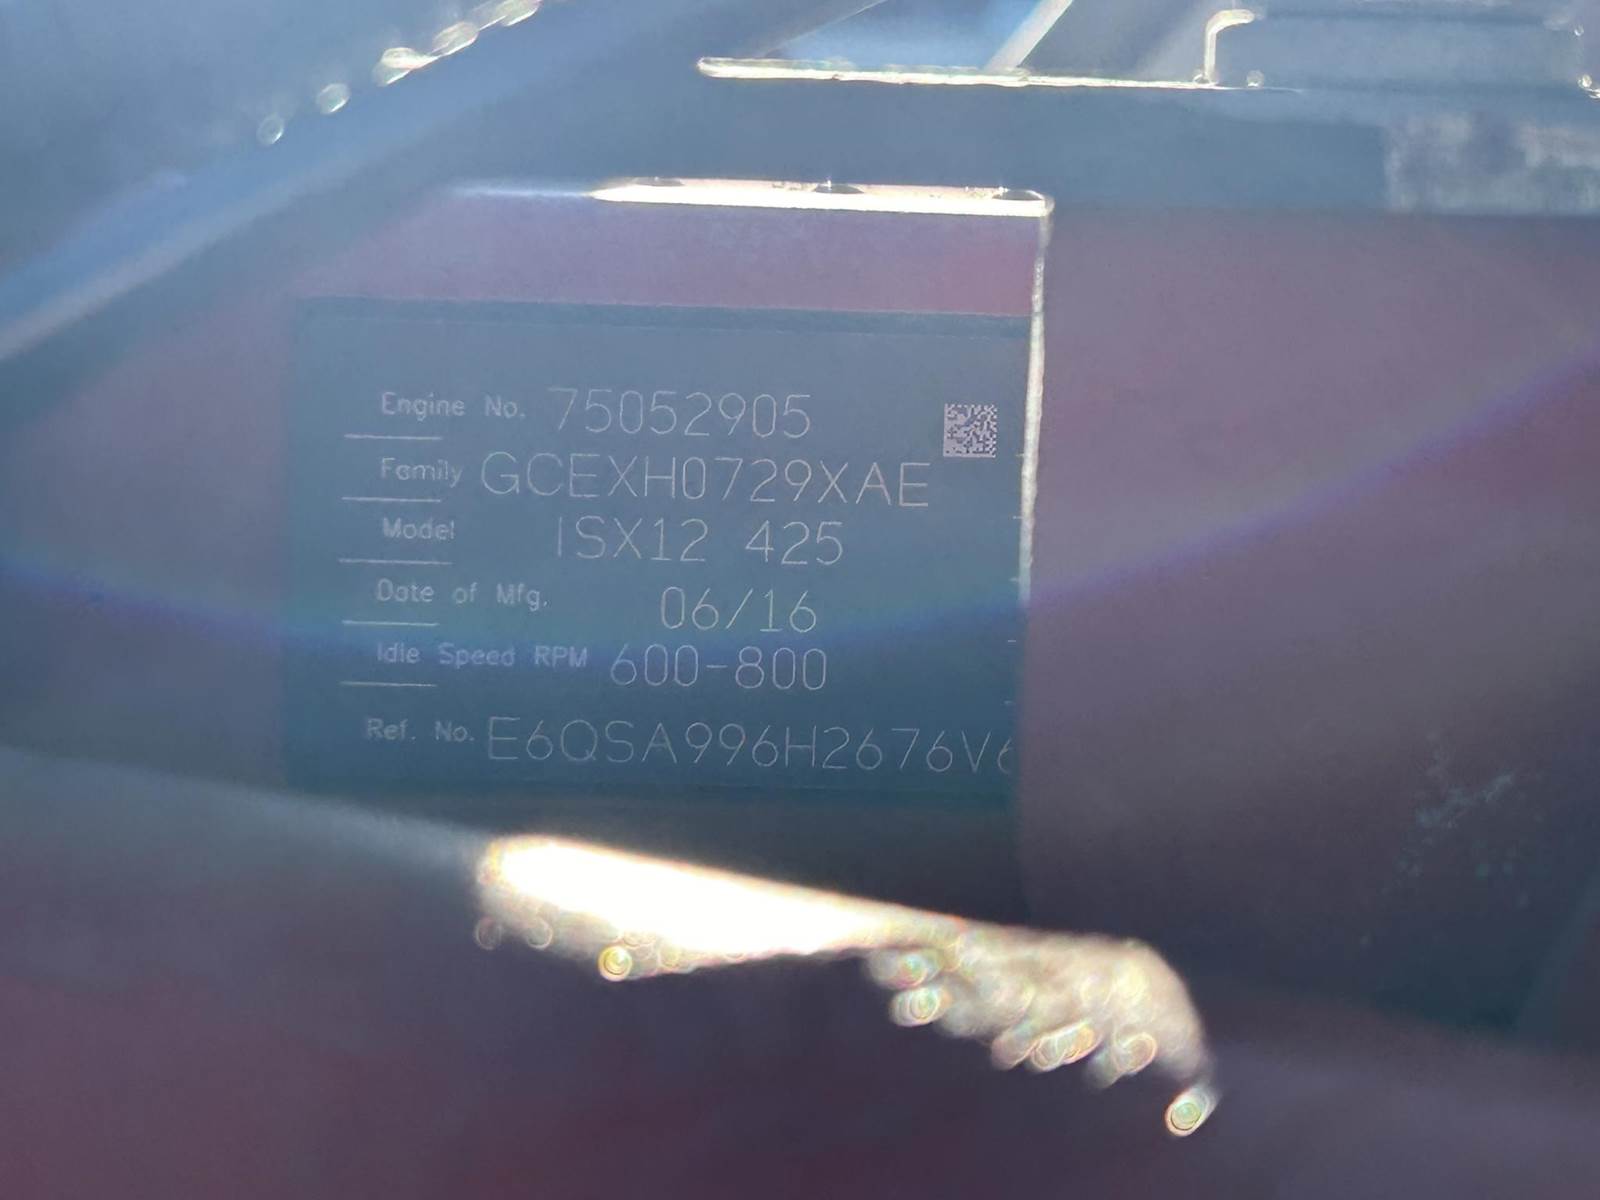 Engine No. 75052905
Family GCEXH0729XAE
Model ISX12 425
Date of Mfg. 06/16
Idle Speed RPM 600-800
Ref. No. E6QSA996H2676V6